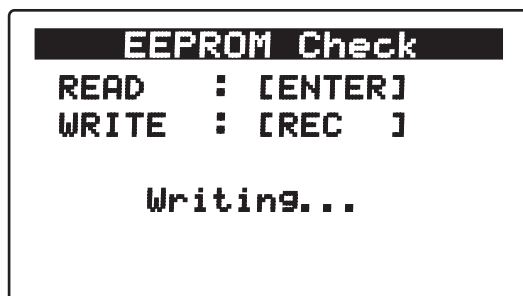 EEPROM Check
READ : [ENTER]
WRITE : [REC ]
Writing...